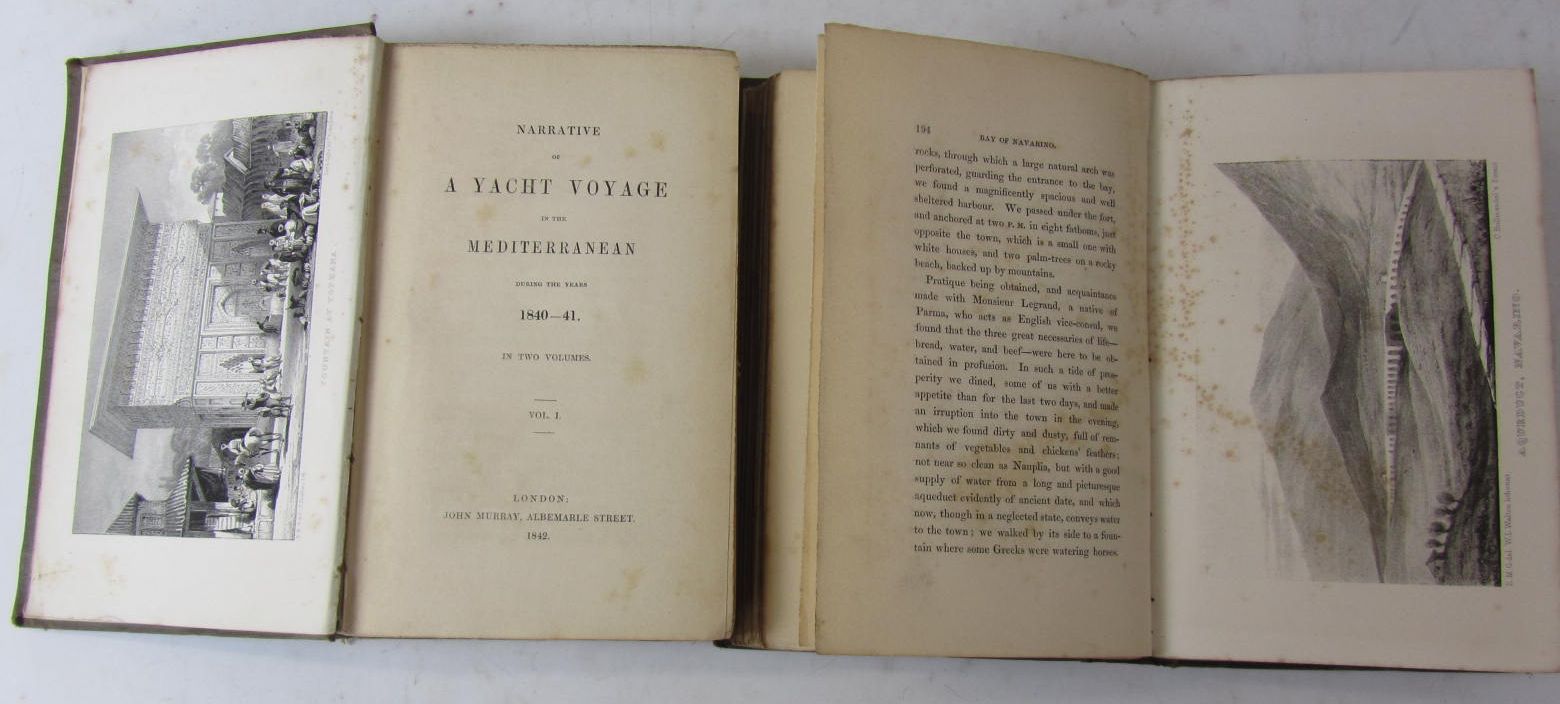 NARRATIVE
OF
A YACHT VOYAGE
IN THE
MEDITERRANEAN
DURING THE YEARS
1840—41.
IN TWO VOLUMES.
VOL. I.
LONDON:
JOHN MURRAY, ALBEMARLE STREET.
1842.
194
BAY OF NAVARINO.
rocks, through which a large natural arch was
perforated, guarding the entrance to the bay,
we found a magnificently spacious and well
sheltered harbour. We passed under the fort,
and anchored at two P. M. in eight fathoms, just
opposite the town, which is a small one with
white houses, and two palm-trees on a rocky
beach, backed up by mountains.
Pratique being obtained, and acquaintance
made with Monsieur Legrand, a native of
Parma, who acts as English vice-consul, we
found that the three great necessaries of life—
bread, water, and beef—were here to be ob-
tained in profusion. In such a tide of pros-
perity we dined, some of us with a better
appetite than for the last two days, and made
an irruption into the town in the evening,
which we found dirty and dusty, full of rem-
nants of vegetables and chickens' feathers;
not near so clean as Nauplia, but with a good
supply of water from a long and picturesque
aqueduct evidently of ancient date, and which
now, though in a neglected state, conveys water
to the town; we walked by its side to a foun-
tain where some Greeks were watering horses.
AQUEDUCT, NAVARINO.